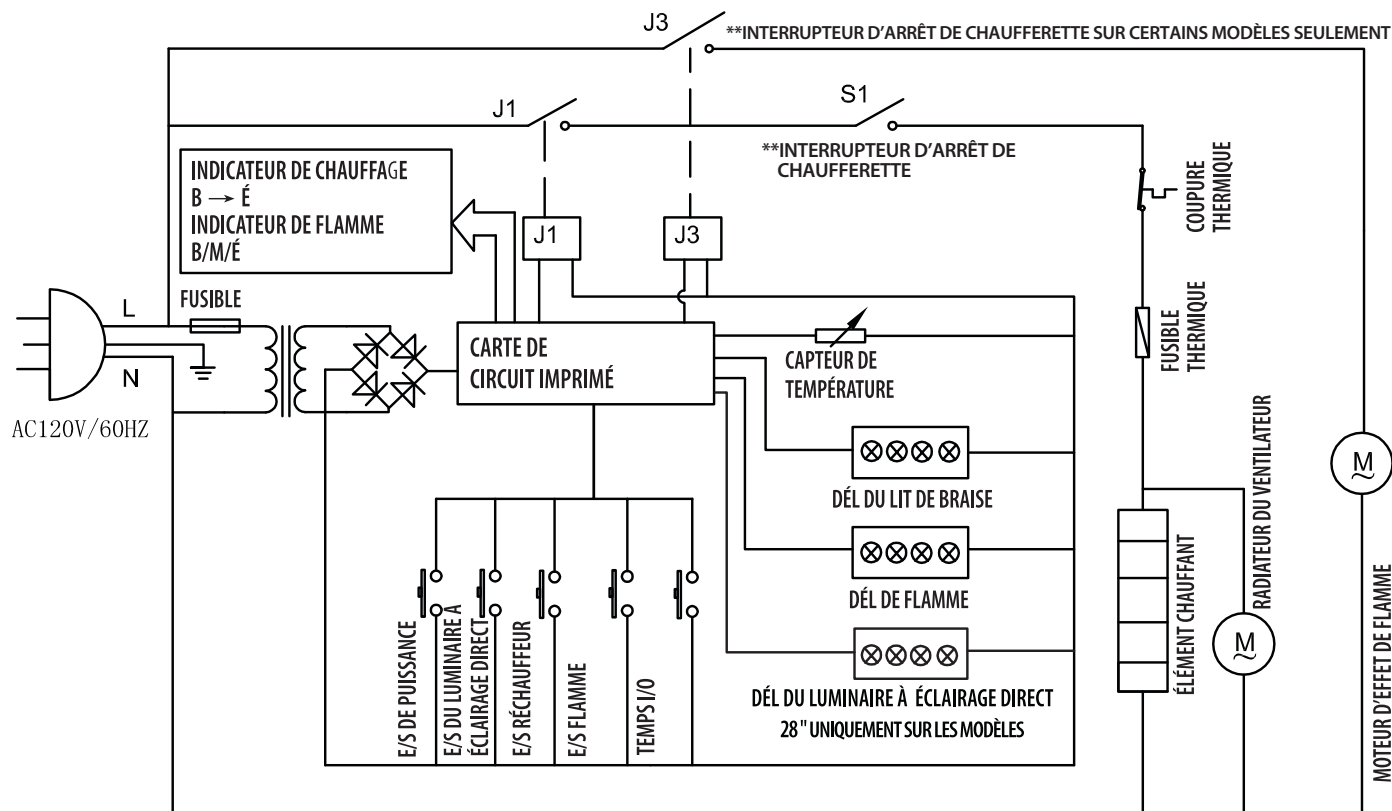 J3
**INTERRUPTEUR D'ARRÊT DE CHAUFFERETTE SUR CERTAINS MODÈLES SEULEMENT
J1
S1
**INTERRUPTEUR D'ARRÊT DE
CHAUFFERETTE
INDICATEUR DE CHAUFFAGE
B → É
INDICATEUR DE FLAMME
B/M/É
J1
J3
COUPURE
THERMIQUE
L
FUSIBLE
N
AC120V/60HZ
CARTE DE
CIRCUIT IMPRIMÉ
CAPTEUR DE
TEMPÉRATURE
FUSIBLE
THERMIQUE
DÉL DU LIT DE BRAISE
DÉL DE FLAMME
DÉL DU LUMINAIRE À ÉCLAIRAGE DIRECT
28" UNIQUEMENT SUR LES MODÈLES
E/S DE PUISSANCE
E/S DU LUMINAIRE À
ÉCLAIRAGE DIRECT
E/S RÉCHAUFFEUR
E/S FLAMME
TEMPS I/O
ÉLÉMENT CHAUFFANT
M
RADIATEUR DU VENTILATEUR
M
MOTEUR D'EFFET DE FLAMME